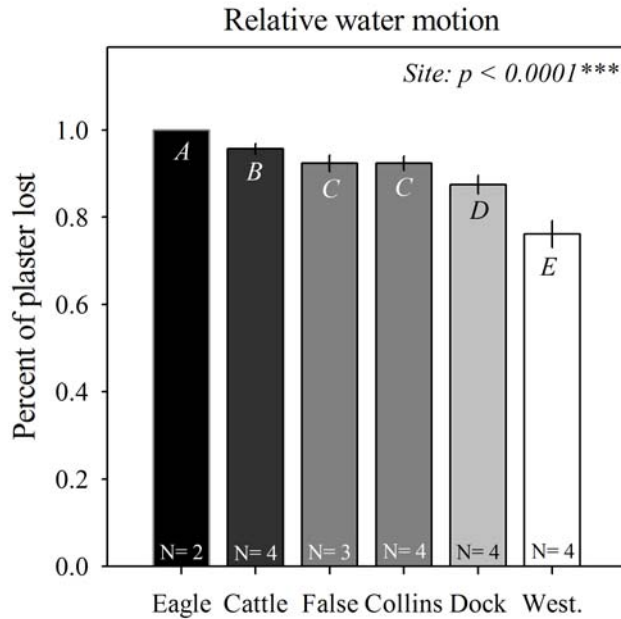 Relative water motion
Site: p < 0.0001***
Percent of plaster lost
1.0
0.8
0.6
0.4
0.2
0.0
A
B
C
C
D
E
N= 2
N= 4
N= 3
N= 4
N= 4
N= 4
Eagle Cattle False Collins Dock West.